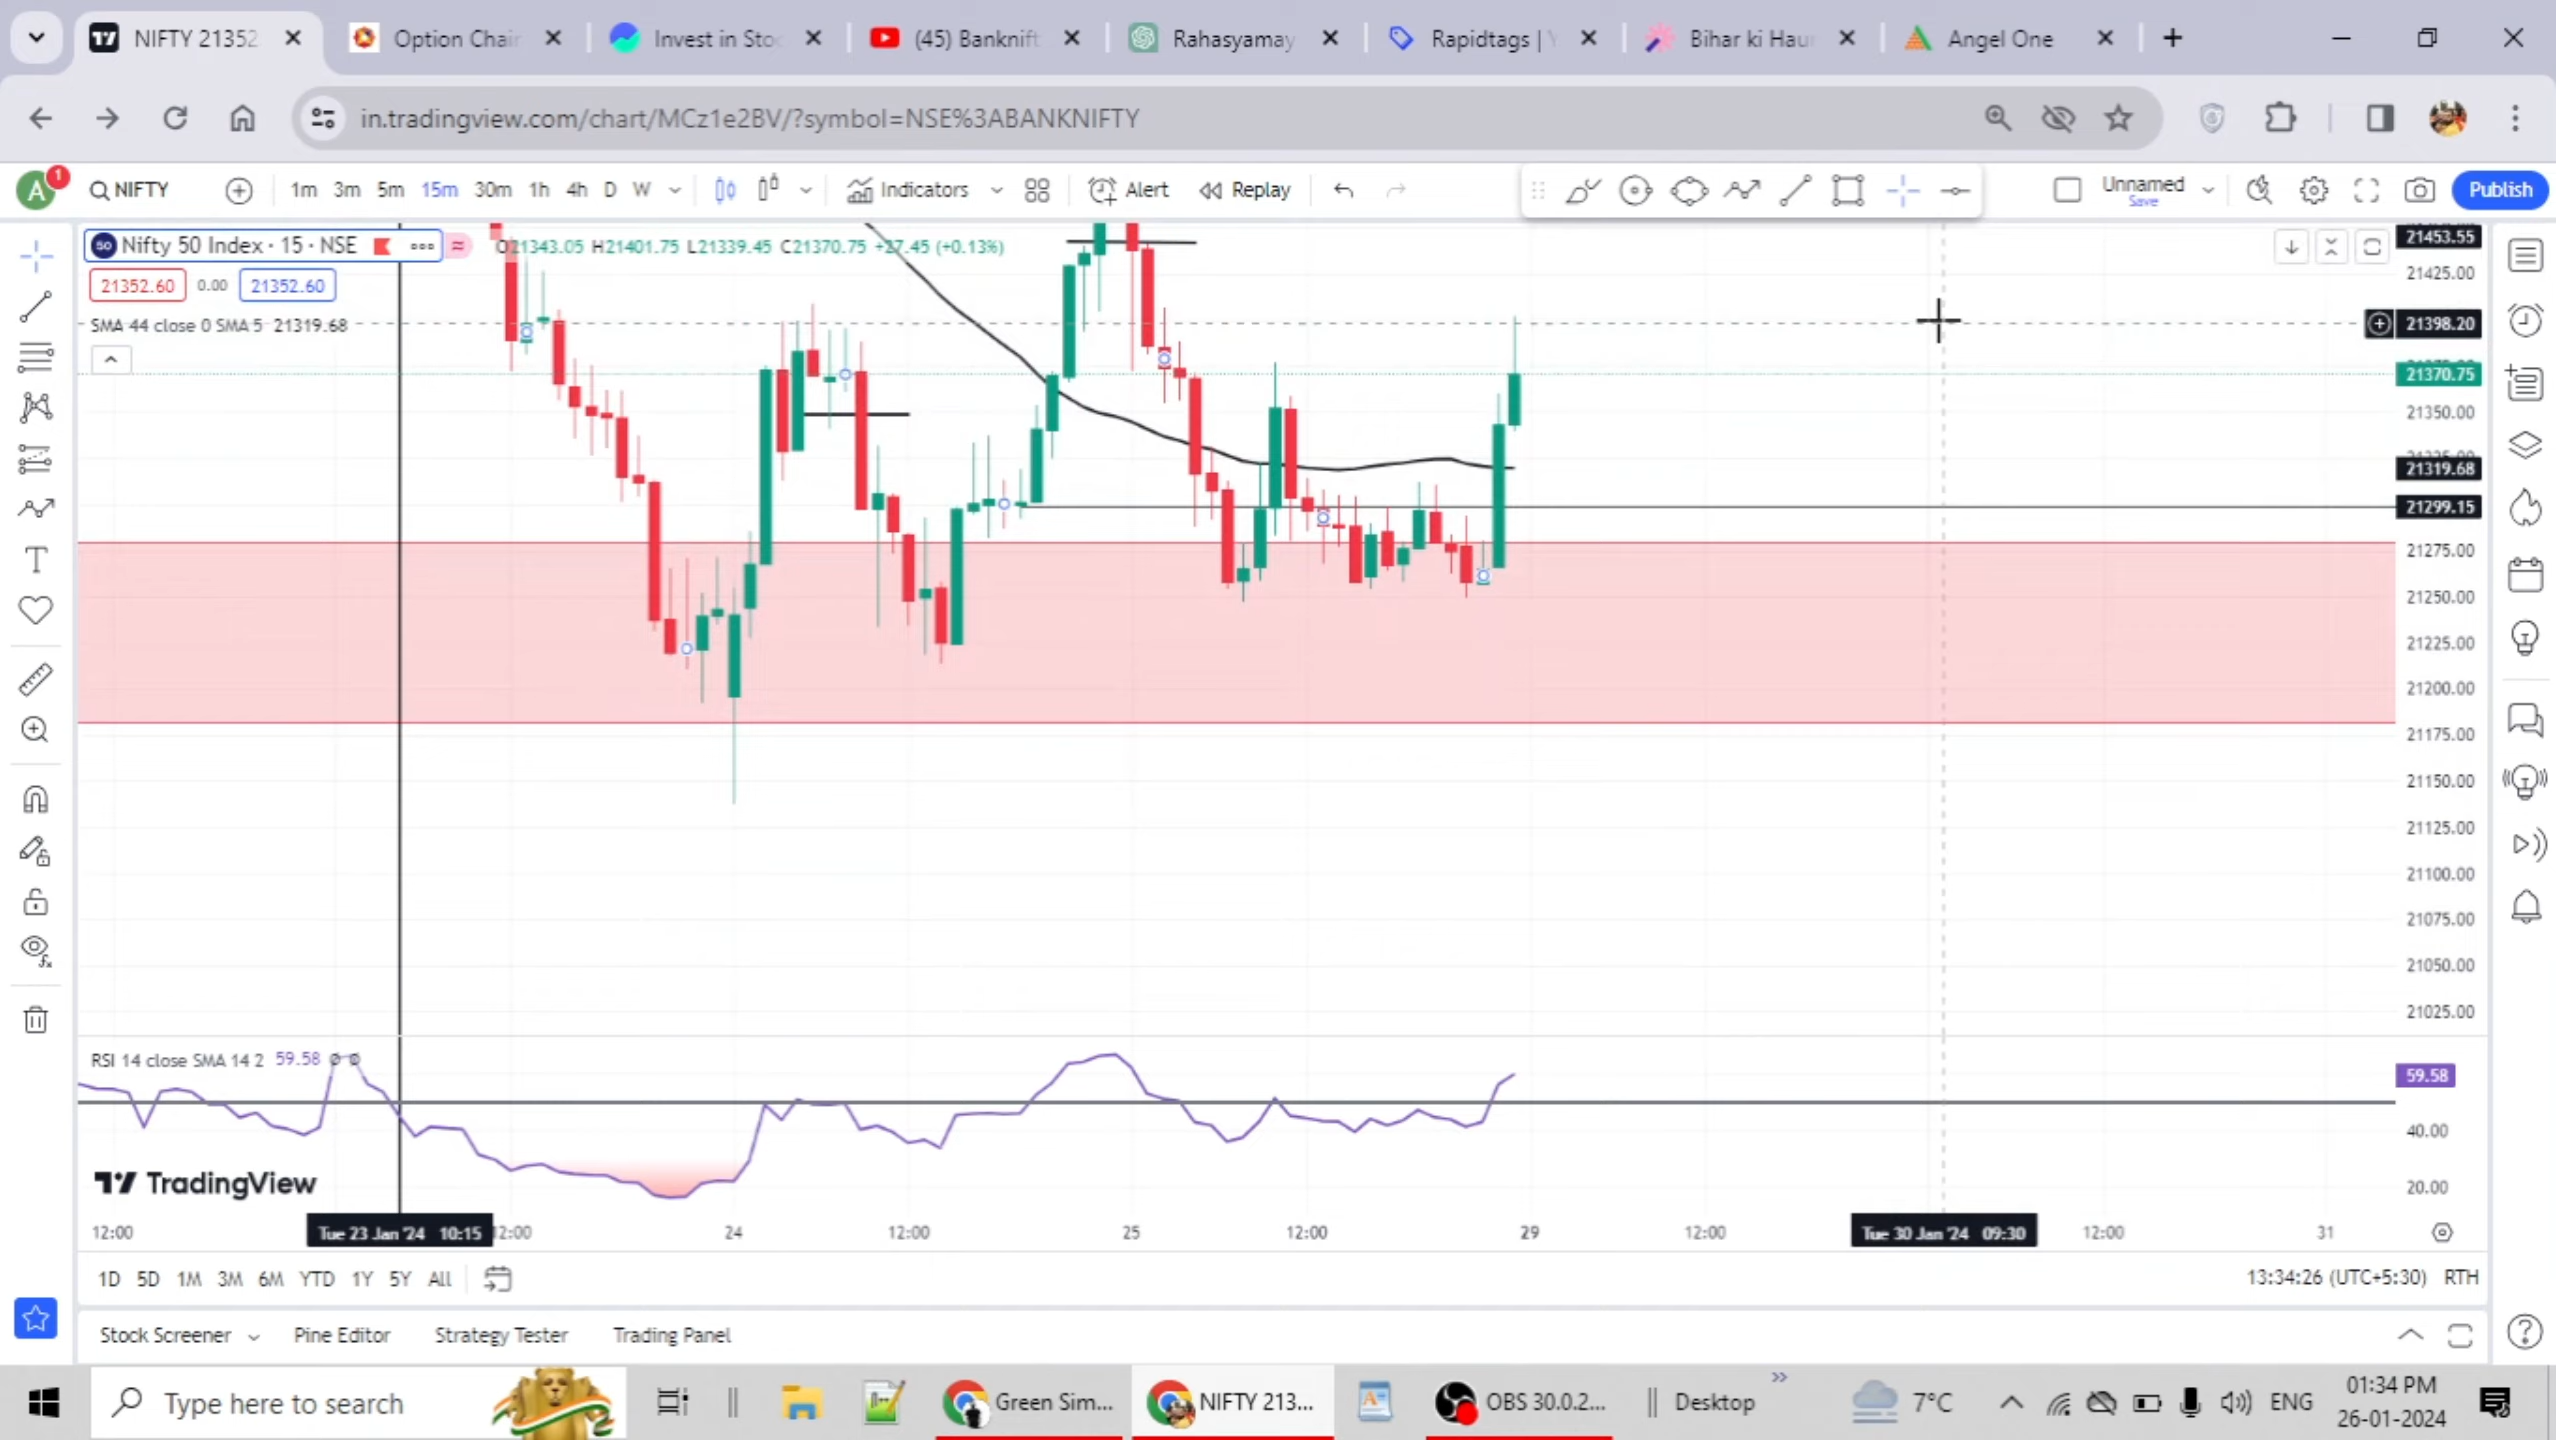 NIFTY 21352
Option Chain
Invest in Sto
(45) Banknift
Rahasyamay
Rapidtags | Y
Bihar ki Hau
Angel One
in.tradingview.com/chart/MCz1e2BV/?symbol=NSE%3ABANKNIFTY
A
1
NIFTY
1m 3m 5m 15m 30m 1h 4h D W
Indicators
Alert
Replay
Unnamed
Save
Publish
50 Nifty 50 Index · 15 · NSE
O21343.05 H21401.75 L21339.45 C21370.75 +27.45 (+0.13%)
21352.60 0.00 21352.60
SMA 44 close 0 SMA 5 21319.68
21453.55
21425.00
21398.20
21370.75
21350.00
21319.68
21299.15
21275.00
21250.00
21225.00
21200.00
21175.00
21150.00
21125.00
21100.00
21075.00
21050.00
21025.00
RSI 14 close SMA 14 2 59.58 ∅ ∅
59.58
40.00
20.00
TradingView
12:00 Tue 23 Jan '24 10:15 12:00 24 12:00 25 12:00 29 12:00 Tue 30 Jan '24 09:30 12:00 31
1D 5D 1M 3M 6M YTD 1Y 5Y All
13:34:26 (UTC+5:30) RTH
Stock Screener Pine Editor Strategy Tester Trading Panel
Type here to search
Green Sim...
NIFTY 213...
OBS 30.0.2...
Desktop
7°C
ENG
01:34 PM
26-01-2024